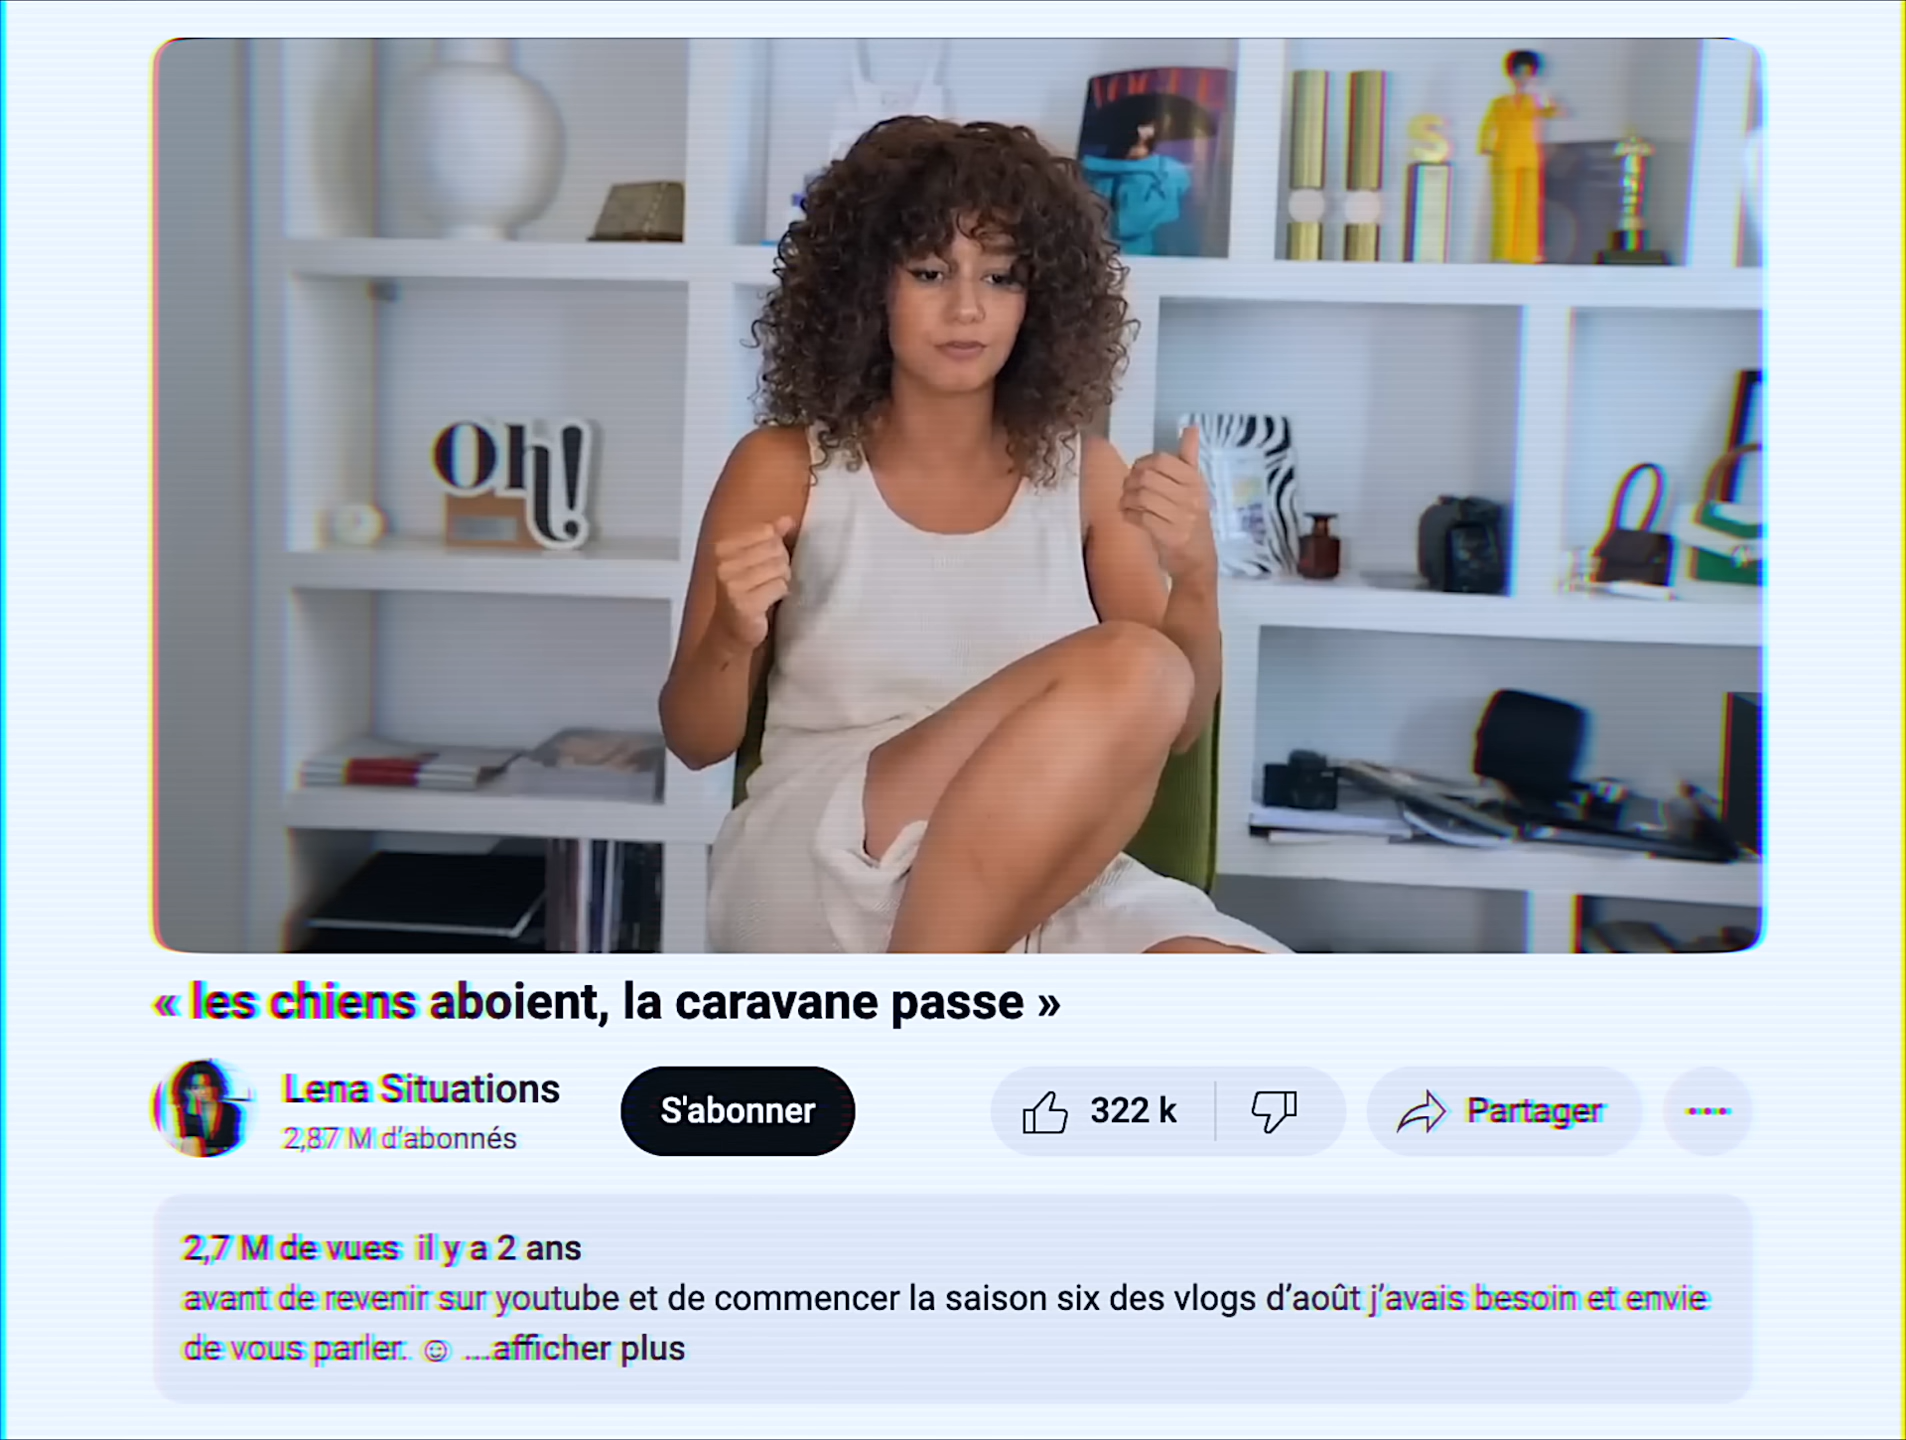 VOGUE
S
Oh!
« les chiens aboient, la caravane passe »
Lena Situations
2,87 M d’abonnés
S'abonner
322 k
Partager
2,7 M de vues il y a 2 ans
avant de revenir sur youtube et de commencer la saison six des vlogs d’août j’avais besoin et envie
de vous parler. ☺ ...afficher plus